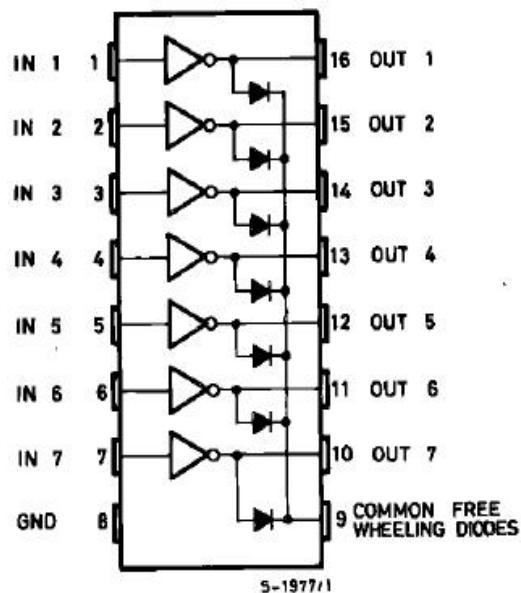 IN 1 1 16 OUT 1
IN 2 2 15 OUT 2
IN 3 3 14 OUT 3
IN 4 4 13 OUT 4
IN 5 5 12 OUT 5
IN 6 6 11 OUT 6
IN 7 7 10 OUT 7
GND 8 9 COMMON FREE
WHEELING DIODES
S-1977/1